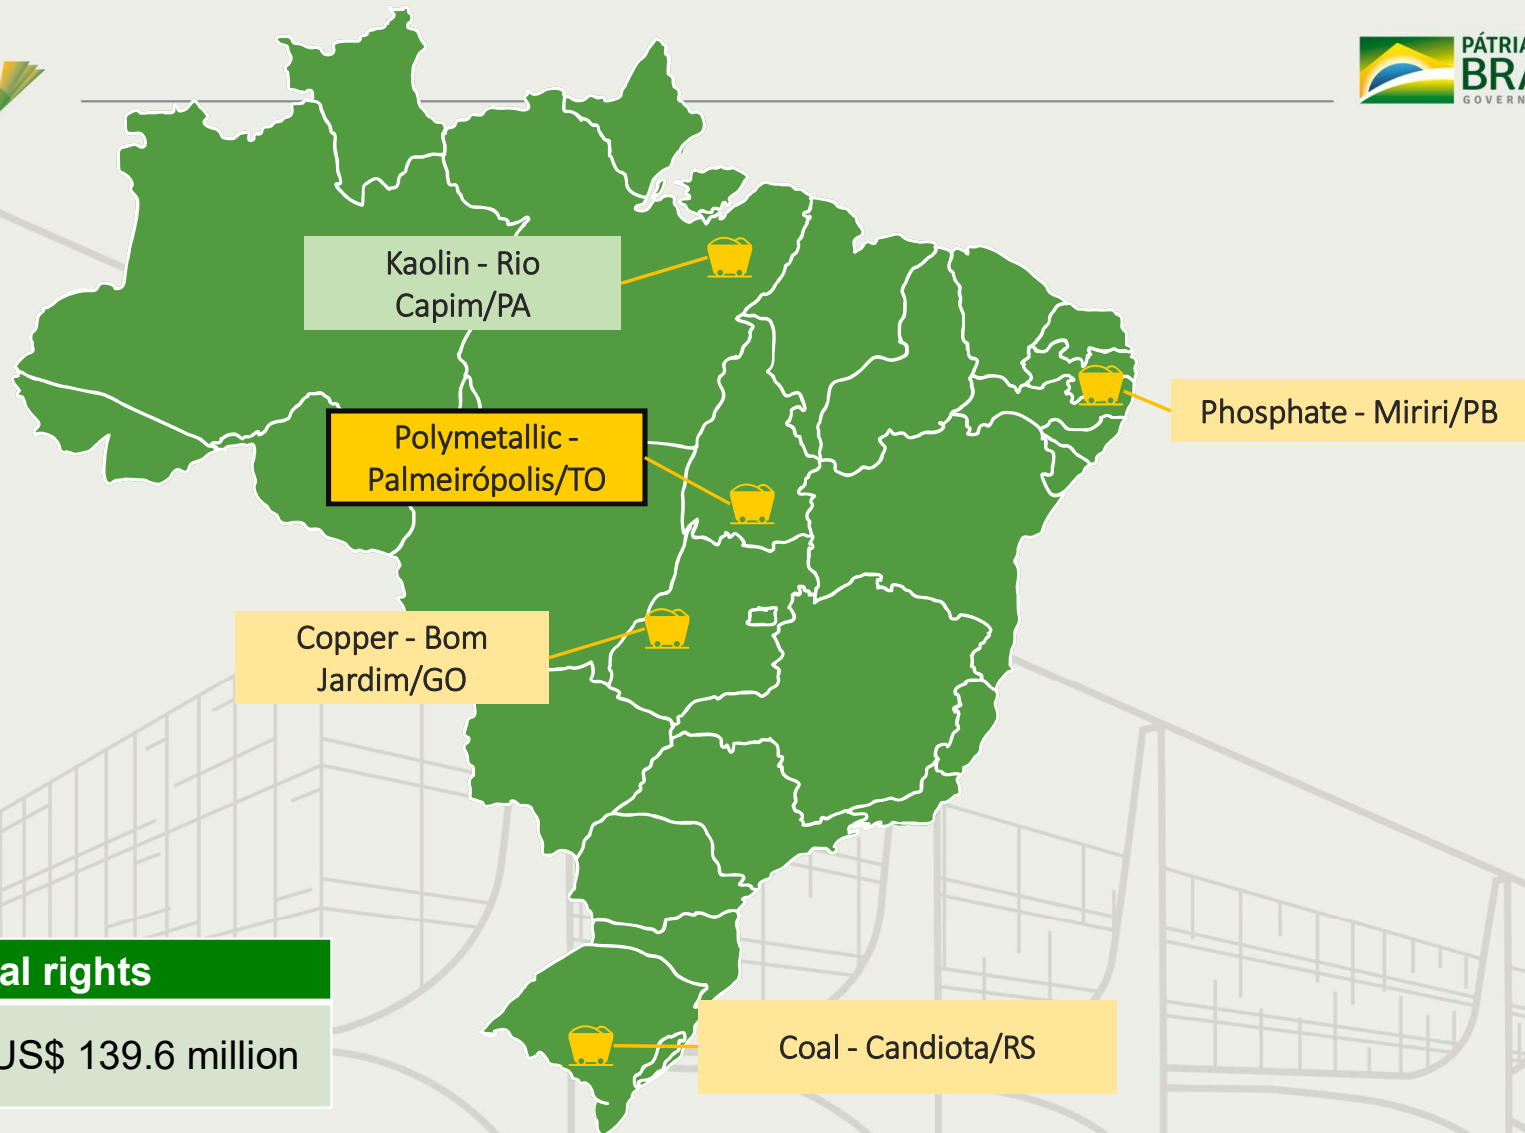 PÁTRIA
BRA
GOVERN
Kaolin - Rio
Capim/PA
Phosphate - Miriri/PB
Polymetallic -
Palmeirópolis/TO
Copper - Bom
Jardim/GO
al rights
US$ 139.6 million
Coal - Candiota/RS